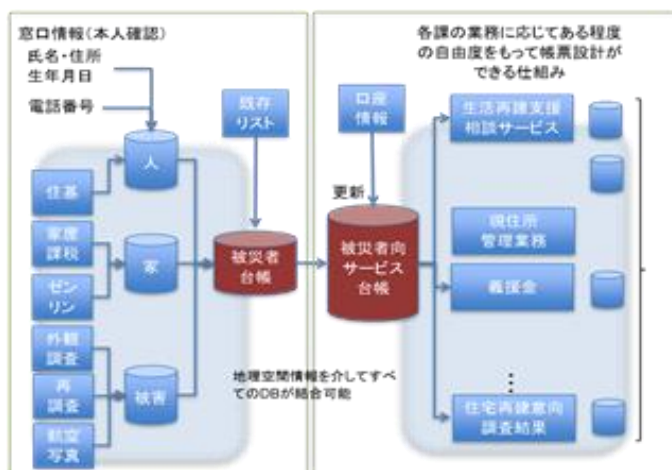 窓口情報(本人確認)
氏名・住所
生年月日
電話番号
既存
リスト
人
住基
家屋
課税
家
ゼン
リン
外観
調査
再
調査
被害
航空
写真
被災者
台帳
地理空間情報を介してすべ
てのDBが結合可能
各課の業務に応じてある程度
の自由度をもって帳票設計が
できる仕組み
口座
情報
更新
被災者向
サービス
台帳
生活再建支援
相談サービス
現住所
管理業務
義援金
⋮
住宅再建意向
調査結果